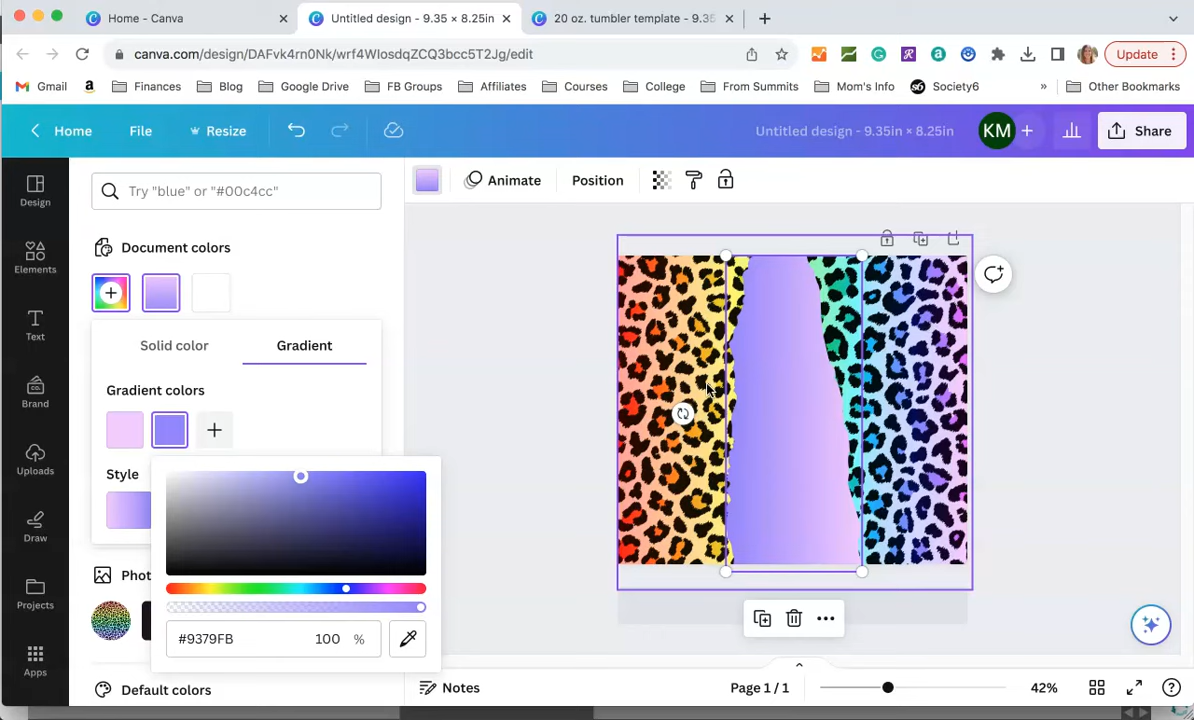 Home - Canva
Untitled design - 9.35 × 8.25in
20 oz. tumbler template - 9.35
canva.com/design/DAFvk4rn0Nk/wrf4WIosdqZCQ3bcc5T2Jg/edit
Update
Gmail
Finances
Blog
Google Drive
FB Groups
Affiliates
Courses
College
From Summits
Mom's Info
Society6
»
Other Bookmarks
Home
File
Resize
Untitled design - 9.35in × 8.25in
KM
Share
Try "blue" or "#00c4cc"
Animate
Position
Design
Elements
Text
Brand
Uploads
Draw
Projects
Apps
Document colors
Solid color
Gradient
Gradient colors
Style
#9379FB
100 %
Default colors
Notes
Page 1 / 1
42%